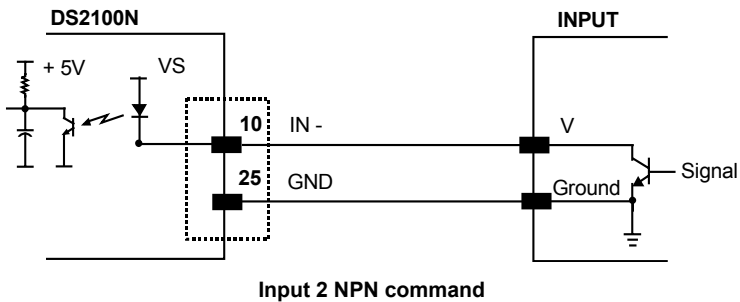 DS2100N
INPUT
+ 5V
VS
10
IN -
V
Signal
25
GND
Ground
Input 2 NPN command